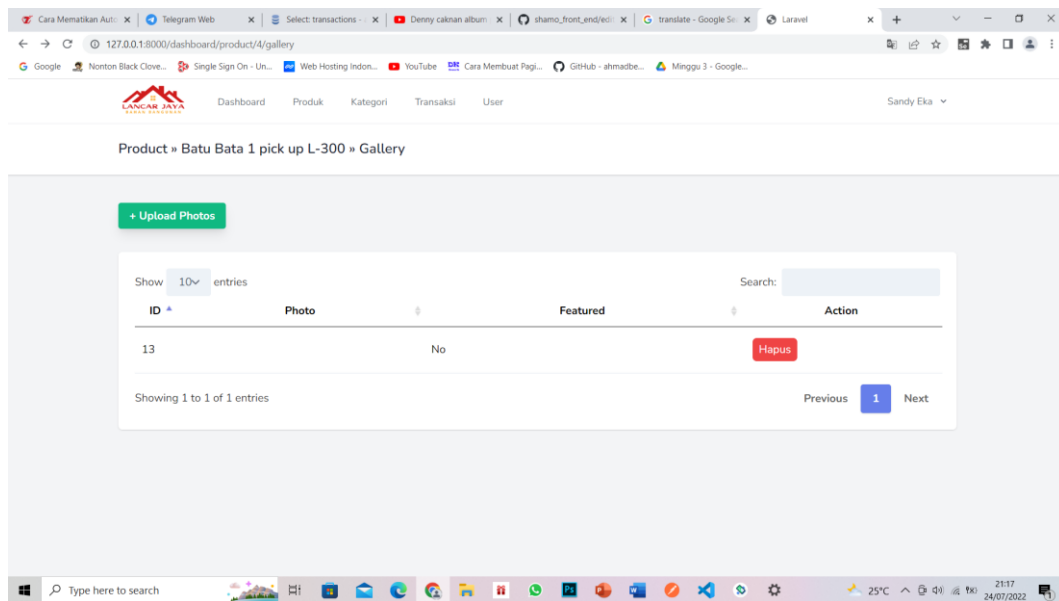 Cara Mematikan Auto
Telegram Web
Select: transactions -
Denny caknan album
shamo_front_end/edit
translate - Google Se
Laravel
127.0.0.1:8000/dashboard/product/4/gallery
Google
Nonton Black Clove...
Single Sign On - Un...
Web Hosting Indon...
YouTube
Cara Membuat Pagi...
GitHub - ahmadbe...
Minggu 3 - Google...
LANCAR JAYA
Dashboard
Produk
Kategori
Transaksi
User
Sandy Eka
Product » Batu Bata 1 pick up L-300 » Gallery
+ Upload Photos
Show 10 entries
Search:
ID
Photo
Featured
Action
13
No
Hapus
Showing 1 to 1 of 1 entries
Previous
1
Next
Type here to search
25°C
21:17
24/07/2022